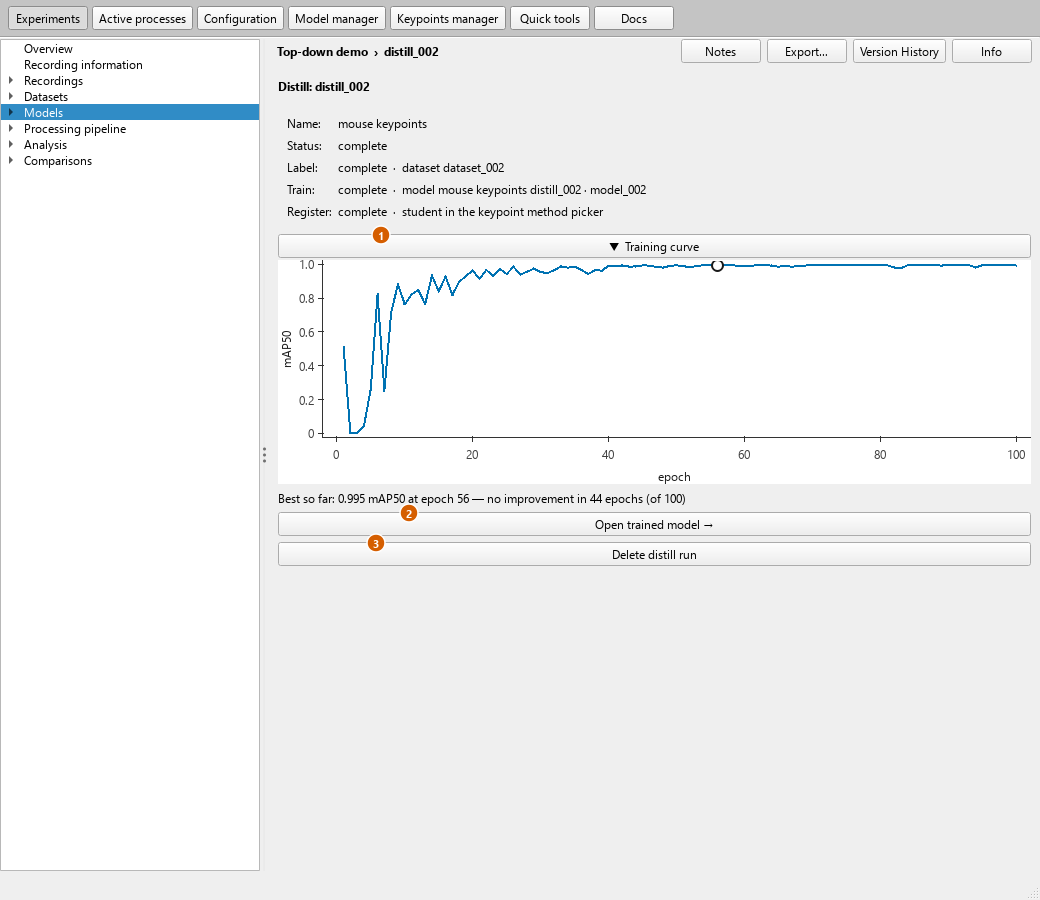 Experiments Active processes Configuration Model manager Keypoints manager Quick tools Docs
Overview
Recording information
Recordings
Datasets
Models
Processing pipeline
Analysis
Comparisons
Top-down demo › distill_002
Notes Export... Version History Info
Distill: distill_002
Name: mouse keypoints
Status: complete
Label: complete · dataset dataset_002
Train: complete · model mouse keypoints distill_002 · model_002
Register: complete · student in the keypoint method picker
1
▼ Training curve
1.0
0.8
0.6
0.4
0.2
0
mAP50
0 20 40 60 80 100
epoch
Best so far: 0.995 mAP50 at epoch 56 — no improvement in 44 epochs (of 100)
2
Open trained model →
3
Delete distill run